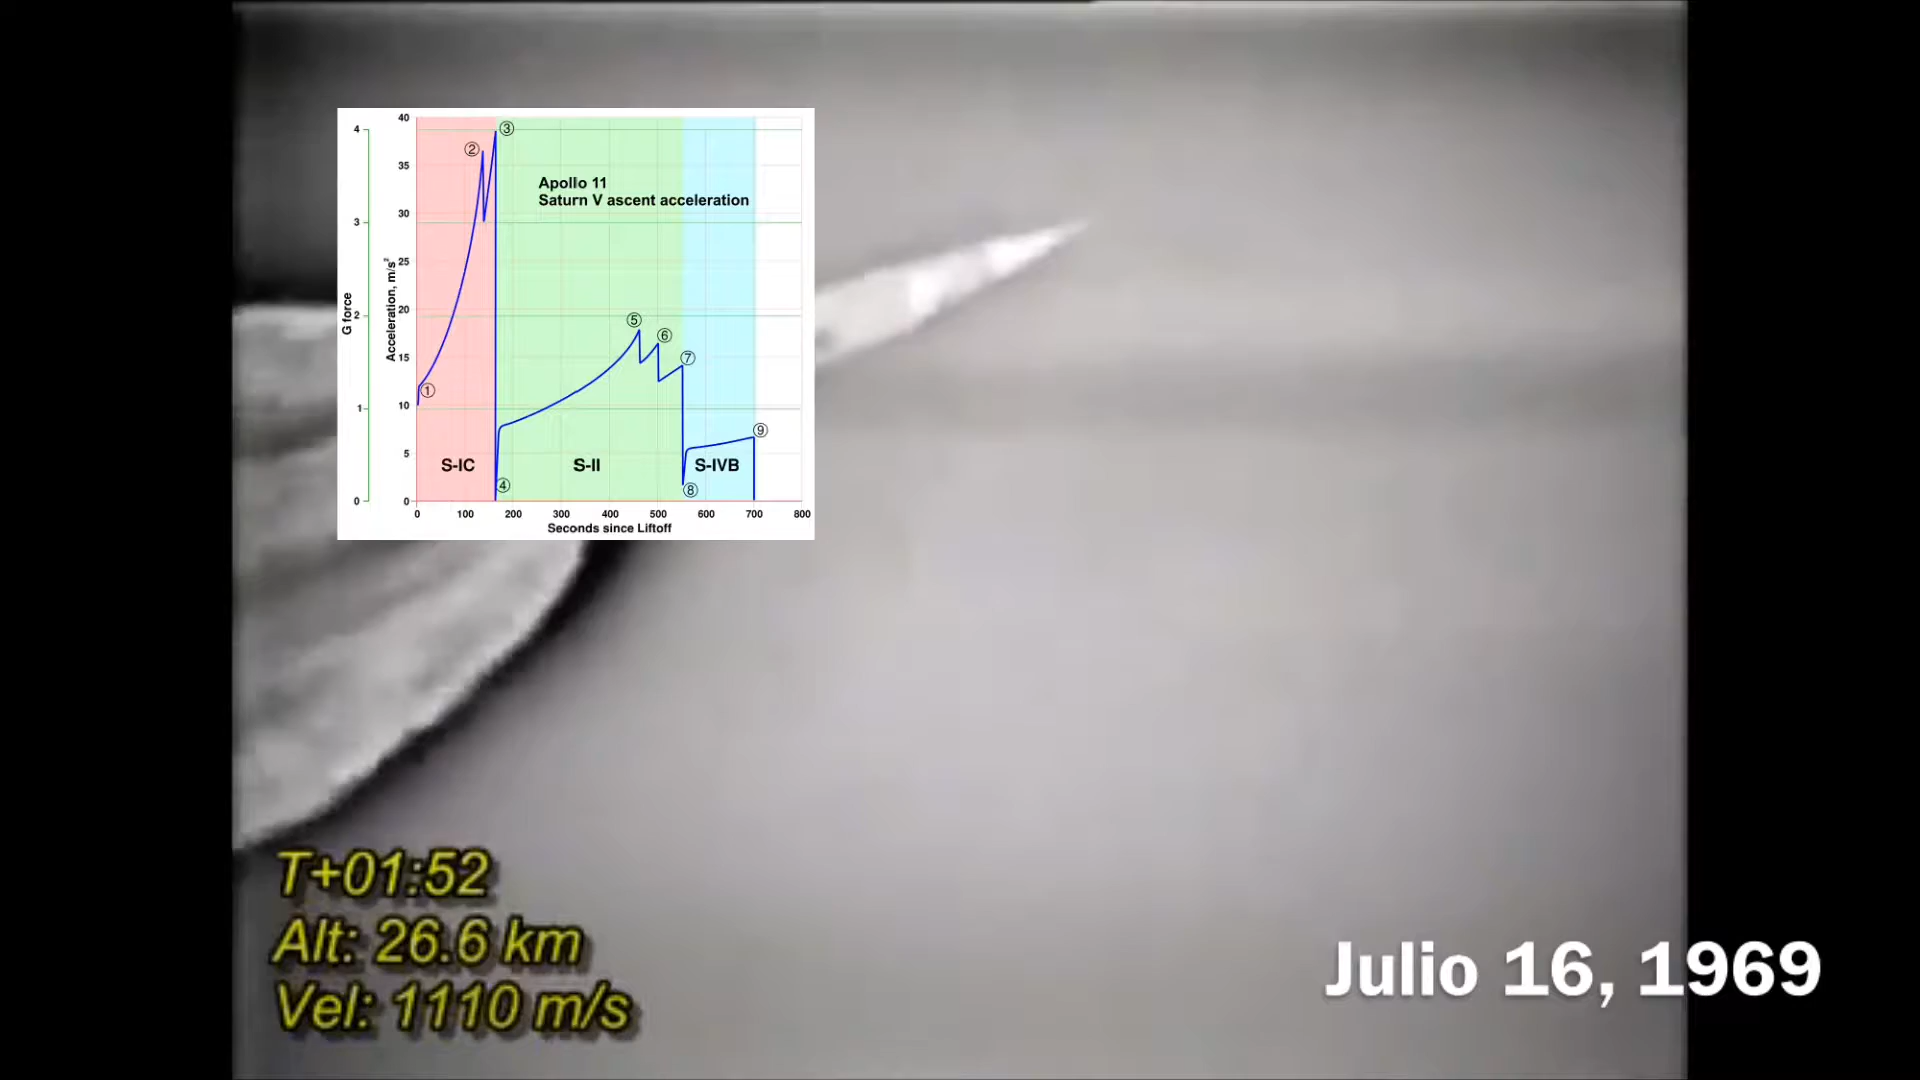 4
3
2
1
0
G force
40
35
30
25
20
15
10
5
0
Acceleration, m/s²
Apollo 11
Saturn V ascent acceleration
①
②
③
④
⑤
⑥
⑦
⑧
⑨
S-IC
S-II
S-IVB
0 100 200 300 400 500 600 700 800
Seconds since Liftoff
T+01:52
Alt: 26.6 km
Vel: 1110 m/s
Julio 16, 1969